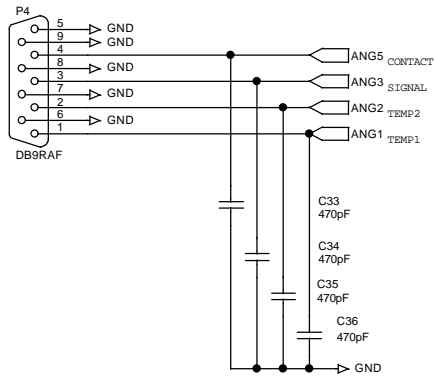 P4
5 GND
9 GND
4 ANG5 CONTACT
8 GND
3 ANG3 SIGNAL
7 GND
2 ANG2 TEMP2
6 GND
1 ANG1 TEMP1
DB9RAF
C33
470pF
C34
470pF
C35
470pF
C36
470pF
GND